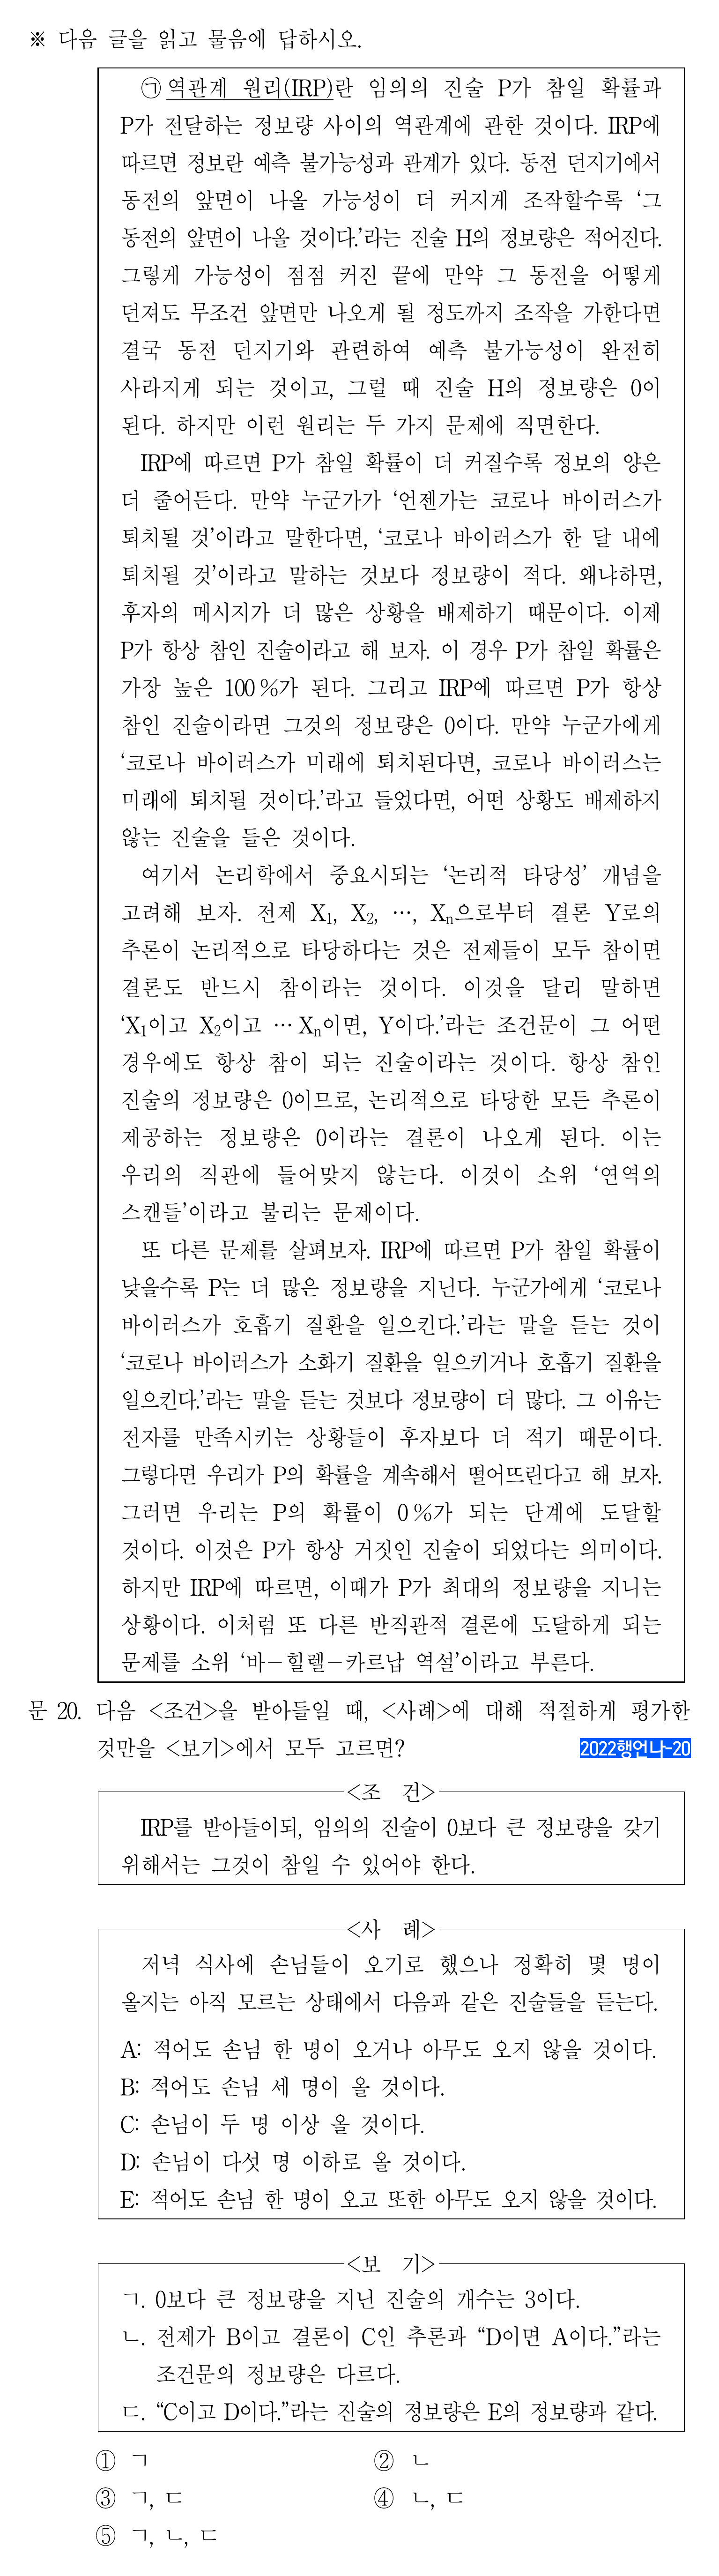 ※ 다음 글을 읽고 물음에 답하시오.
㉠ 역관계 원리(IRP)란 임의의 진술 P가 참일 확률과
P가 전달하는 정보량 사이의 역관계에 관한 것이다. IRP에
따르면 정보란 예측 불가능성과 관계가 있다. 동전 던지기에서
동전의 앞면이 나올 가능성이 더 커지게 조작할수록 ‘그
동전의 앞면이 나올 것이다.’라는 진술 H의 정보량은 적어진다.
그렇게 가능성이 점점 커진 끝에 만약 그 동전을 어떻게
던져도 무조건 앞면만 나오게 될 정도까지 조작을 가한다면
결국 동전 던지기와 관련하여 예측 불가능성이 완전히
사라지게 되는 것이고, 그럴 때 진술 H의 정보량은 0이
된다. 하지만 이런 원리는 두 가지 문제에 직면한다.
IRP에 따르면 P가 참일 확률이 더 커질수록 정보의 양은
더 줄어든다. 만약 누군가가 ‘언젠가는 코로나 바이러스가
퇴치될 것’이라고 말한다면, ‘코로나 바이러스가 한 달 내에
퇴치될 것’이라고 말하는 것보다 정보량이 적다. 왜냐하면,
후자의 메시지가 더 많은 상황을 배제하기 때문이다. 이제
P가 항상 참인 진술이라고 해 보자. 이 경우 P가 참일 확률은
가장 높은 100%가 된다. 그리고 IRP에 따르면 P가 항상
참인 진술이라면 그것의 정보량은 0이다. 만약 누군가에게
‘코로나 바이러스가 미래에 퇴치된다면, 코로나 바이러스는
미래에 퇴치될 것이다.’라고 들었다면, 어떤 상황도 배제하지
않는 진술을 들은 것이다.
여기서 논리학에서 중요시되는 ‘논리적 타당성’ 개념을
고려해 보자. 전제 X₁, X₂, …, Xₙ으로부터 결론 Y로의
추론이 논리적으로 타당하다는 것은 전제들이 모두 참이면
결론도 반드시 참이라는 것이다. 이것을 달리 말하면
‘X₁이고 X₂이고 … Xₙ이면, Y이다.’라는 조건문이 그 어떤
경우에도 항상 참이 되는 진술이라는 것이다. 항상 참인
진술의 정보량은 0이므로, 논리적으로 타당한 모든 추론이
제공하는 정보량은 0이라는 결론이 나오게 된다. 이는
우리의 직관에 들어맞지 않는다. 이것이 소위 ‘연역의
스캔들’이라고 불리는 문제이다.
또 다른 문제를 살펴보자. IRP에 따르면 P가 참일 확률이
낮을수록 P는 더 많은 정보량을 지닌다. 누군가에게 ‘코로나
바이러스가 호흡기 질환을 일으킨다.’라는 말을 듣는 것이
‘코로나 바이러스가 소화기 질환을 일으키거나 호흡기 질환을
일으킨다.’라는 말을 듣는 것보다 정보량이 더 많다. 그 이유는
전자를 만족시키는 상황들이 후자보다 더 적기 때문이다.
그렇다면 우리가 P의 확률을 계속해서 떨어뜨린다고 해 보자.
그러면 우리는 P의 확률이 0%가 되는 단계에 도달할
것이다. 이것은 P가 항상 거짓인 진술이 되었다는 의미이다.
하지만 IRP에 따르면, 이때가 P가 최대의 정보량을 지니는
상황이다. 이처럼 또 다른 반직관적 결론에 도달하게 되는
문제를 소위 ‘바-힐렐-카르납 역설’이라고 부른다.
문 20. 다음 <조건>을 받아들일 때, <사례>에 대해 적절하게 평가한
것만을 <보기>에서 모두 고르면? 2022행언나-20
<조 건>
IRP를 받아들이되, 임의의 진술이 0보다 큰 정보량을 갖기
위해서는 그것이 참일 수 있어야 한다.
<사 례>
저녁 식사에 손님들이 오기로 했으나 정확히 몇 명이
올지는 아직 모르는 상태에서 다음과 같은 진술들을 듣는다.
A: 적어도 손님 한 명이 오거나 아무도 오지 않을 것이다.
B: 적어도 손님 세 명이 올 것이다.
C: 손님이 두 명 이상 올 것이다.
D: 손님이 다섯 명 이하로 올 것이다.
E: 적어도 손님 한 명이 오고 또한 아무도 오지 않을 것이다.
<보 기>
ㄱ. 0보다 큰 정보량을 지닌 진술의 개수는 3이다.
ㄴ. 전제가 B이고 결론이 C인 추론과 “D이면 A이다.”라는
조건문의 정보량은 다르다.
ㄷ. “C이고 D이다.”라는 진술의 정보량은 E의 정보량과 같다.
① ㄱ ② ㄴ
③ ㄱ, ㄷ ④ ㄴ, ㄷ
⑤ ㄱ, ㄴ, ㄷ